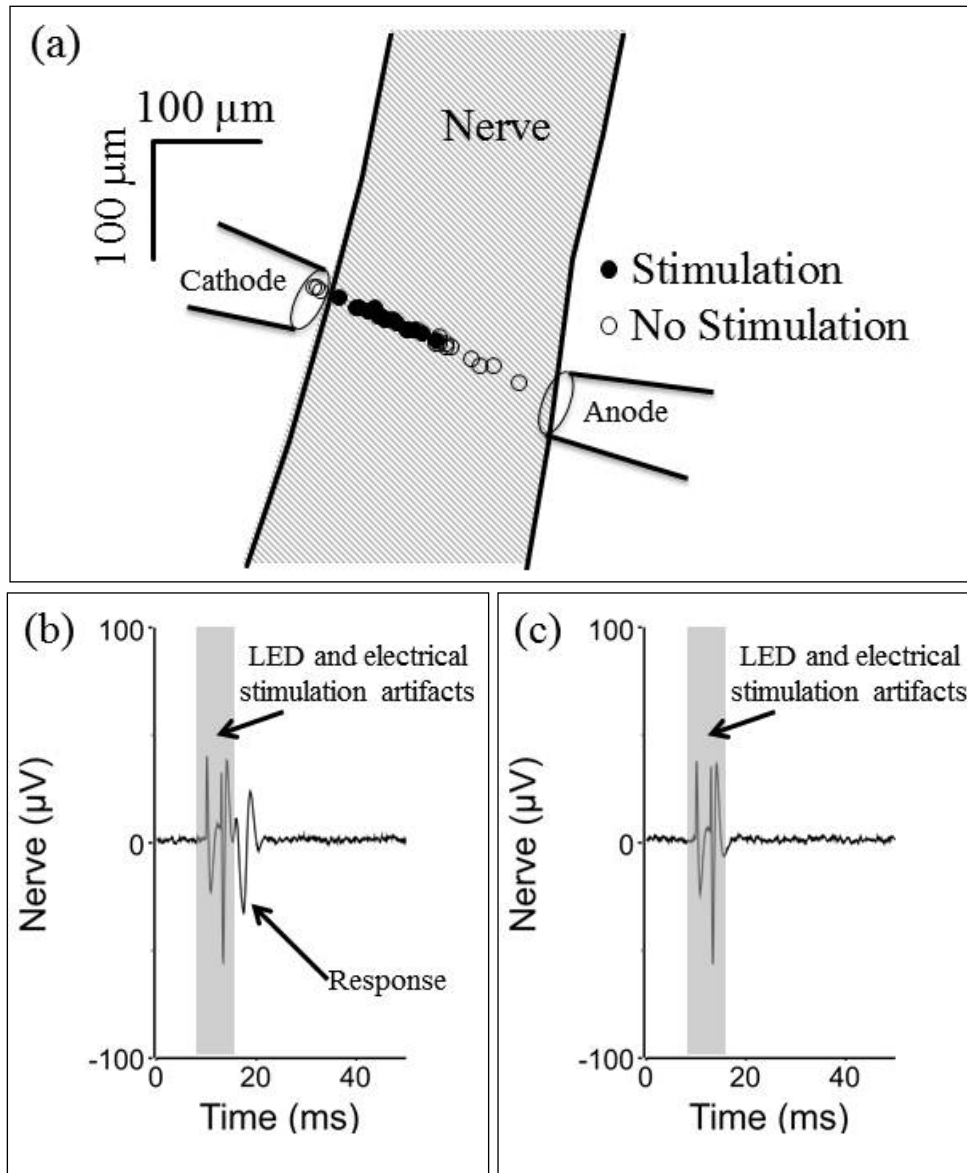 (a)
100 μm
100 μm
Nerve
Cathode
Stimulation
No Stimulation
Anode
(b)
100
LED and electrical
stimulation artifacts
Nerve (μV)
0
Response
-100
0
20
40
Time (ms)
(c)
100
LED and electrical
stimulation artifacts
Nerve (μV)
0
-100
0
20
40
Time (ms)